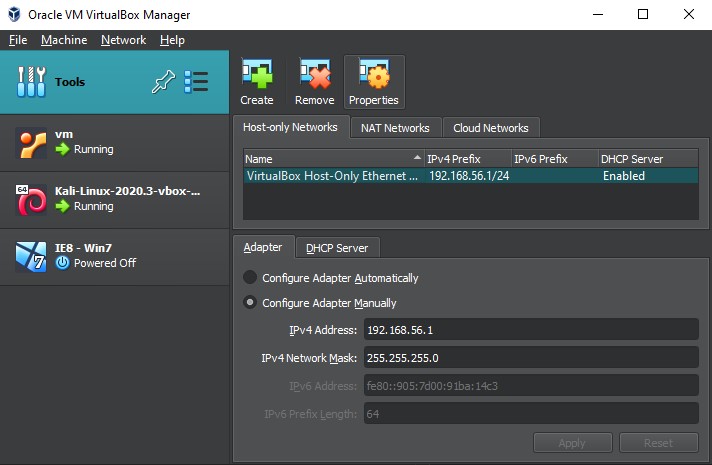 Oracle VM VirtualBox Manager
File Machine Network Help
Tools
Create Remove Properties
vm
Running
64
Kali-Linux-2020.3-vbox-...
Running
7
IE8 - Win7
Powered Off
Host-only Networks NAT Networks Cloud Networks
Name IPv4 Prefix IPv6 Prefix DHCP Server
VirtualBox Host-Only Ethernet ... 192.168.56.1/24 Enabled
Adapter DHCP Server
Configure Adapter Automatically
Configure Adapter Manually
IPv4 Address: 192.168.56.1
IPv4 Network Mask: 255.255.255.0
IPv6 Address: fe80::905:7d00:91ba:14c3
IPv6 Prefix Length: 64
Apply Reset